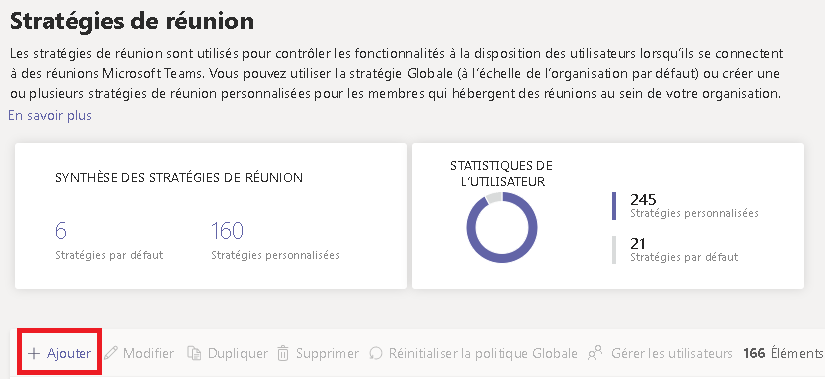 Stratégies de réunion
Les stratégies de réunion sont utilisés pour contrôler les fonctionnalités à la disposition des utilisateurs lorsqu'ils se connectent
à des réunions Microsoft Teams. Vous pouvez utiliser la stratégie Globale (à l'échelle de l'organisation par défaut) ou créer une
ou plusieurs stratégies de réunion personnalisées pour les membres qui hébergent des réunions au sein de votre organisation.
En savoir plus
SYNTHÈSE DES STRATÉGIES DE RÉUNION
6
Stratégies par défaut
160
Stratégies personnalisées
STATISTIQUES DE
L'UTILISATEUR
245
Stratégies personnalisées
21
Stratégies par défaut
+ Ajouter Modifier Dupliquer Supprimer Réinitialiser la politique Globale Gérer les utilisateurs 166 Éléments